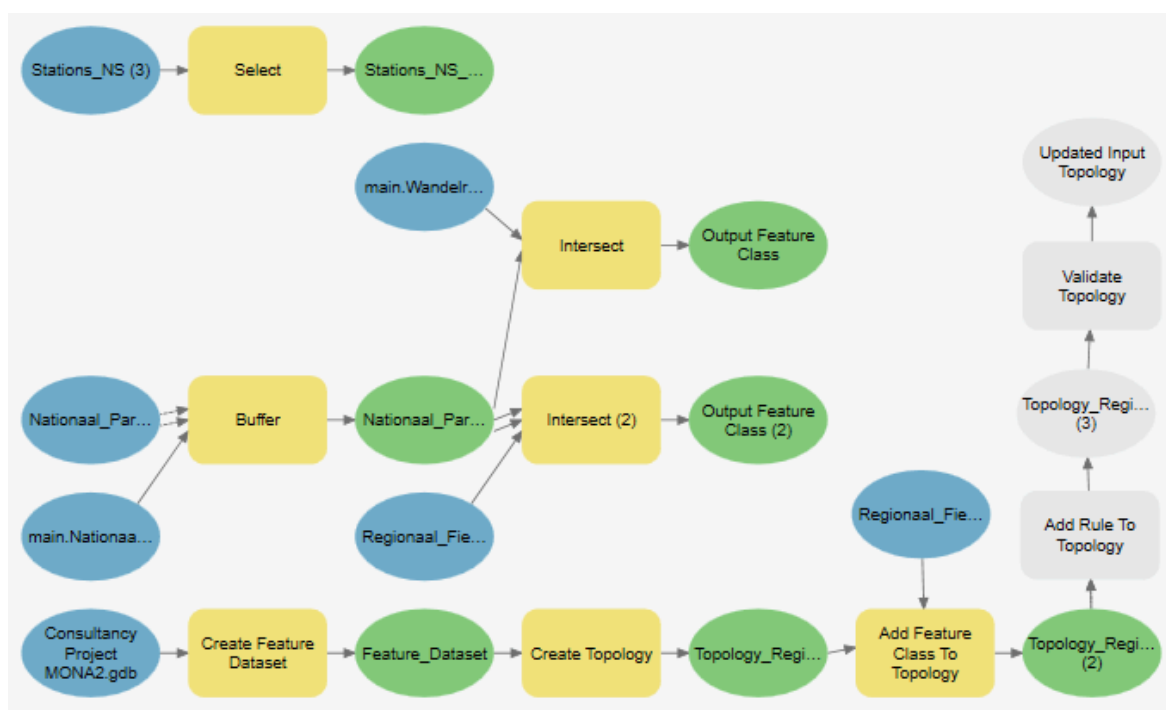 Stations_NS (3)
Select
Stations_NS_...
Updated Input
Topology
main.Wandelr...
Intersect
Output Feature
Class
Validate
Topology
Nationaal_Par...
Buffer
Nationaal_Par...
Intersect (2)
Output Feature
Class (2)
Topology_Regi...
(3)
main.Nationaa...
Regionaal_Fie...
Regionaal_Fie...
Add Rule To
Topology
Consultancy
Project
MONA2.gdb
Create Feature
Dataset
Feature_Dataset
Create Topology
Topology_Regi...
Add Feature
Class To
Topology
Topology_Regi...
(2)